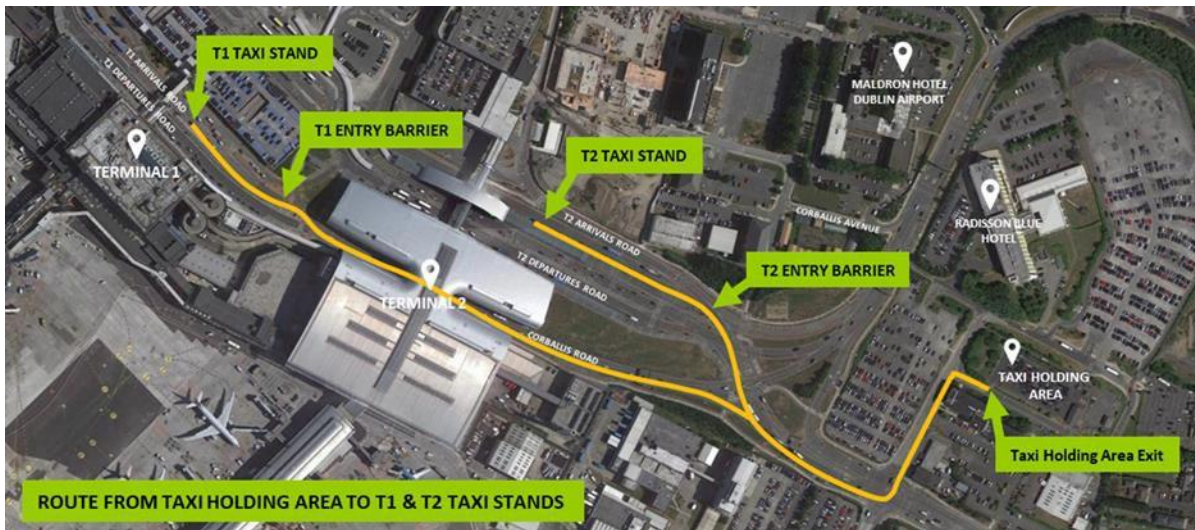 T1 TAXI STAND
T1 ARRIVALS ROAD
T2 DEPARTURES ROAD
T1 ENTRY BARRIER
TERMINAL 1
T2 TAXI STAND
MALDRON HOTEL,
DUBLIN AIRPORT
RADISSON BLUE
HOTEL
CORBALLIS AVENUE
T2 ARRIVALS ROAD
T2 DEPARTURES ROAD
T2 ENTRY BARRIER
TERMINAL 2
CORBALLIS ROAD
TAXI HOLDING
AREA
Taxi Holding Area Exit
ROUTE FROM TAXI HOLDING AREA TO T1 & T2 TAXI STANDS